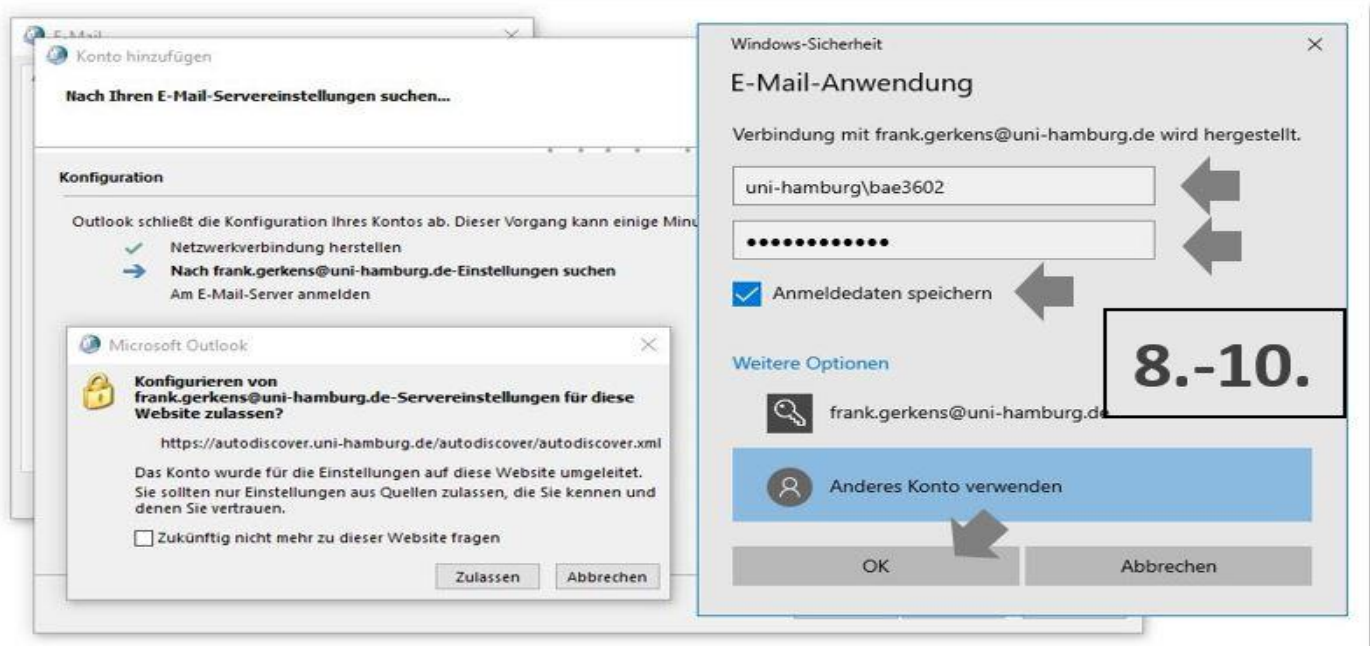 E-Mail
Konto hinzufügen
Nach Ihren E-Mail-Servereinstellungen suchen...
Konfiguration
Outlook schließt die Konfiguration Ihres Kontos ab. Dieser Vorgang kann einige
Netzwerkverbindung herstellen
Nach frank.gerkens@uni-hamburg.de-Einstellungen suchen
Am E-Mail-Server anmelden
Microsoft Outlook
Konfigurieren von
frank.gerkens@uni-hamburg.de-Servereinstellungen für diese
Website zulassen?
https://autodiscover.uni-hamburg.de/autodiscover/autodiscover.xml
Das Konto wurde für die Einstellungen auf diese Website umgeleitet.
Sie sollten nur Einstellungen aus Quellen zulassen, die Sie kennen und
denen Sie vertrauen.
Zukünftig nicht mehr zu dieser Website fragen
Zulassen Abbrechen
Windows-Sicherheit
E-Mail-Anwendung
Verbindung mit frank.gerkens@uni-hamburg.de wird hergestellt.
uni-hamburg\bae3602
••••••••••••
Anmeldedaten speichern
8.-10.
Weitere Optionen
frank.gerkens@uni-hamburg.de
Anderes Konto verwenden
OK Abbrechen